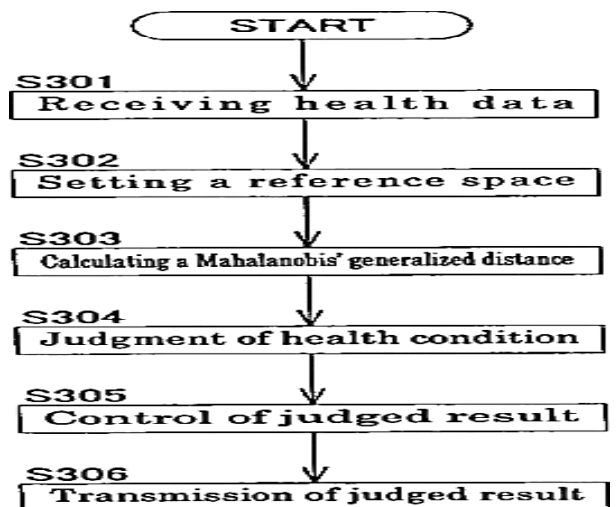 START
S301
Receiving health data
S302
Setting a reference space
S303
Calculating a Mahalanobis' generalized distance
S304
Judgment of health condition
S305
Control of judged result
S306
Transmission of judged result